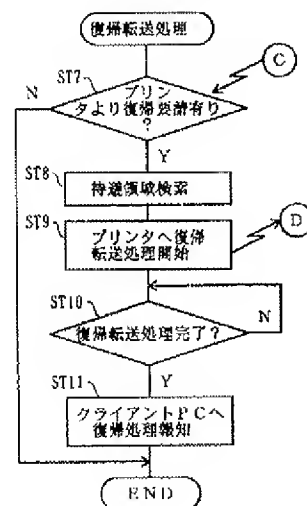 復帰転送処理
C
ST7
プリン
タより復帰要請有り
?
N
Y
ST8
待避領域検索
ST9
プリンタへ復帰
転送処理開始
D
ST10
復帰転送処理完了?
N
Y
ST11
クライアントPCへ
復帰処理報知
END